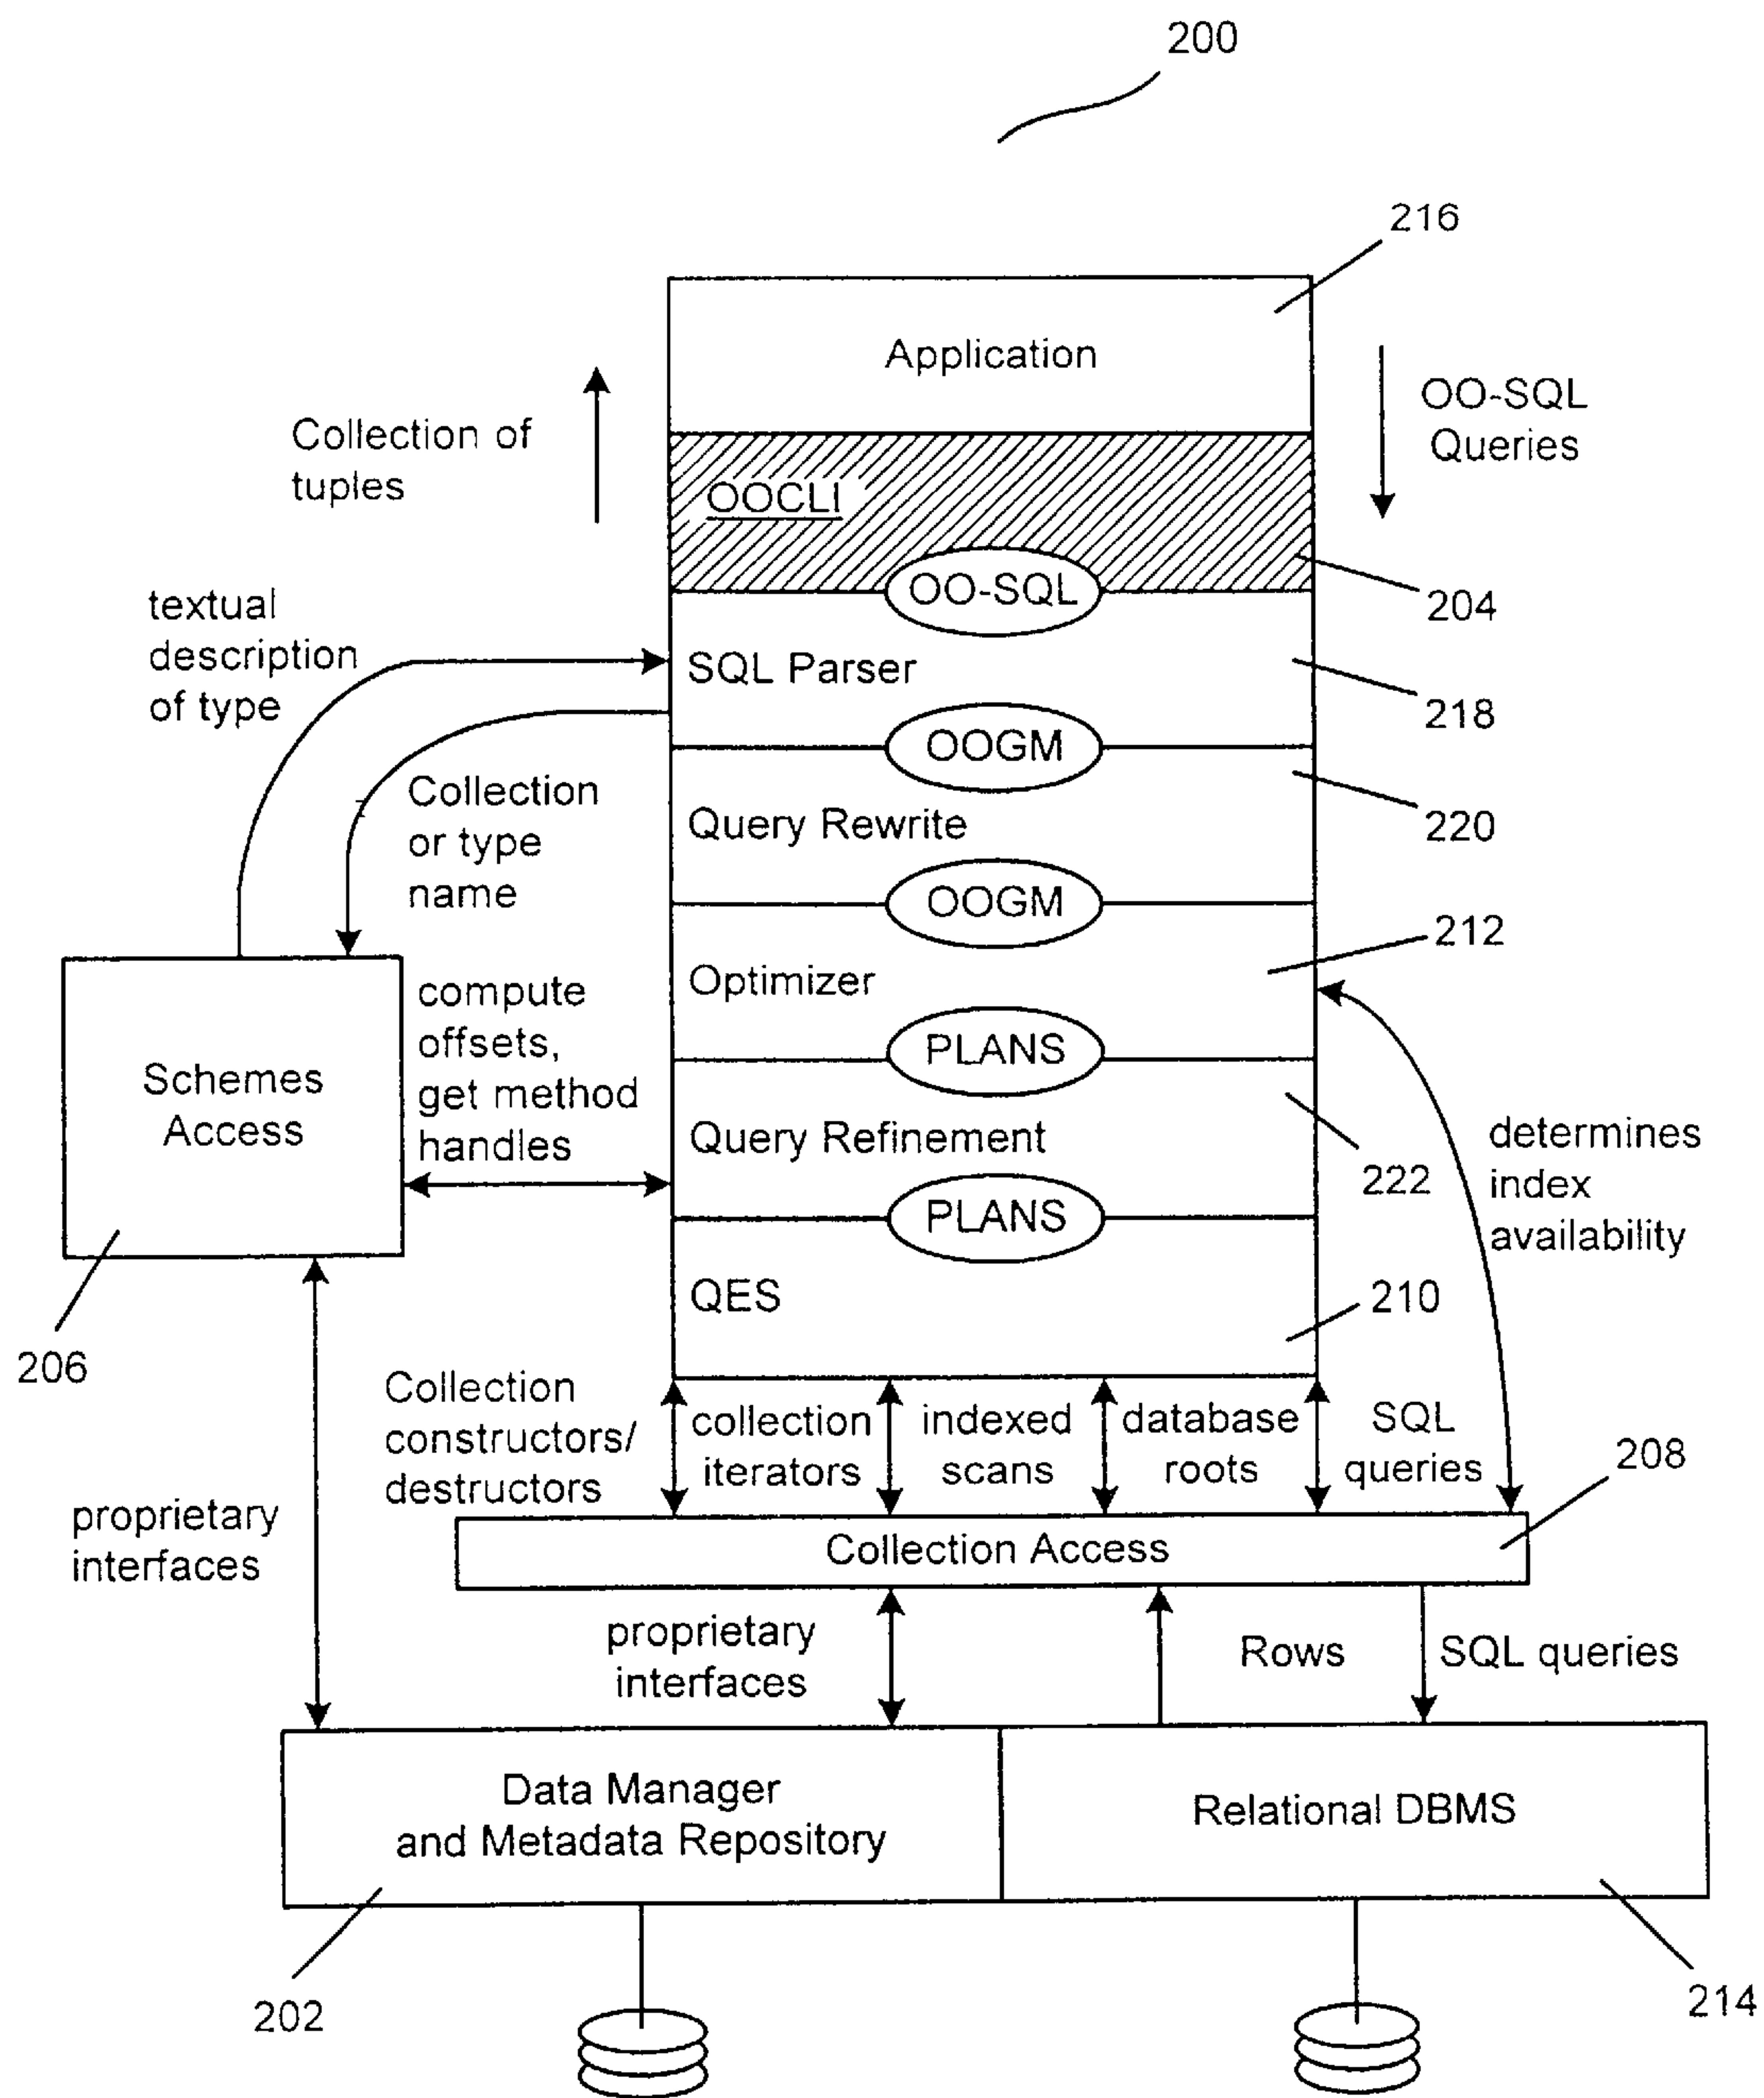 200
216
Application
OO-SQL
Queries
Collection of
tuples
OOCLI
OO-SQL
204
textual
description
of type
SQL Parser
218
OOGM
Collection
or type
name
Query Rewrite
220
OOGM
212
Optimizer
compute
offsets,
get method
handles
PLANS
Schemes
Access
Query Refinement
222
determines
index
availability
PLANS
QES
210
206
Collection
constructors/
destructors
collection
iterators
indexed
scans
database
roots
SQL
queries
208
proprietary
interfaces
Collection Access
proprietary
interfaces
Rows
SQL queries
Data Manager
and Metadata Repository
Relational DBMS
202
214